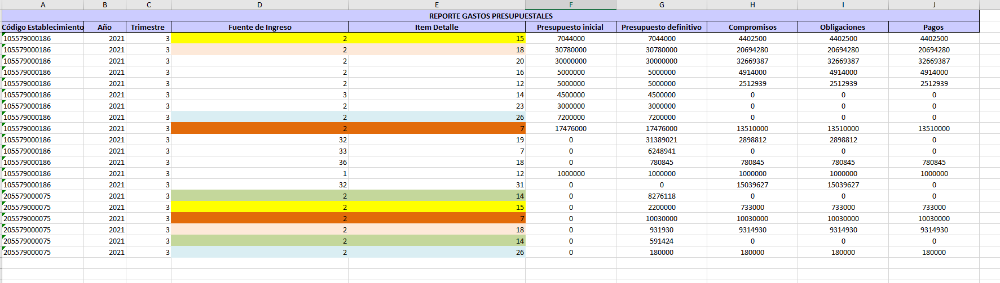 A B C D E F G H I J
REPORTE GASTOS PRESUPUESTALES
Código Establecimiento Año Trimestre Fuente de Ingreso Item Detalle Presupuesto inicial Presupuesto definitivo Compromisos Obligaciones Pagos
105579000186 2021 3 2 15 7044000 7044000 4402500 4402500 4402500
105579000186 2021 3 2 18 30780000 30780000 20694280 20694280 20694280
105579000186 2021 3 2 20 30000000 30000000 32669387 32669387 32669387
105579000186 2021 3 2 16 5000000 5000000 4914000 4914000 4914000
105579000186 2021 3 2 12 5000000 5000000 2512939 2512939 2512939
105579000186 2021 3 3 14 4500000 4500000 0 0 0
105579000186 2021 3 2 23 3000000 3000000 0 0 0
105579000186 2021 3 2 26 7200000 7200000 0 0 0
105579000186 2021 3 2 7 17476000 17476000 13510000 13510000 13510000
105579000186 2021 3 32 19 0 31389021 2898812 2898812 0
105579000186 2021 3 33 7 0 6248941 0 0 0
105579000186 2021 3 36 18 0 780845 780845 780845 780845
105579000186 2021 3 1 12 1000000 1000000 1000000 1000000 1000000
105579000186 2021 3 32 31 0 0 15039627 15039627 0
205579000075 2021 3 2 14 0 8276118 0 0 0
205579000075 2021 3 2 15 0 2200000 733000 733000 733000
205579000075 2021 3 2 7 0 10030000 10030000 10030000 10030000
205579000075 2021 3 2 18 0 931930 9314930 9314930 9314930
205579000075 2021 3 2 14 0 591424 0 0 0
205579000075 2021 3 2 26 0 180000 180000 180000 180000